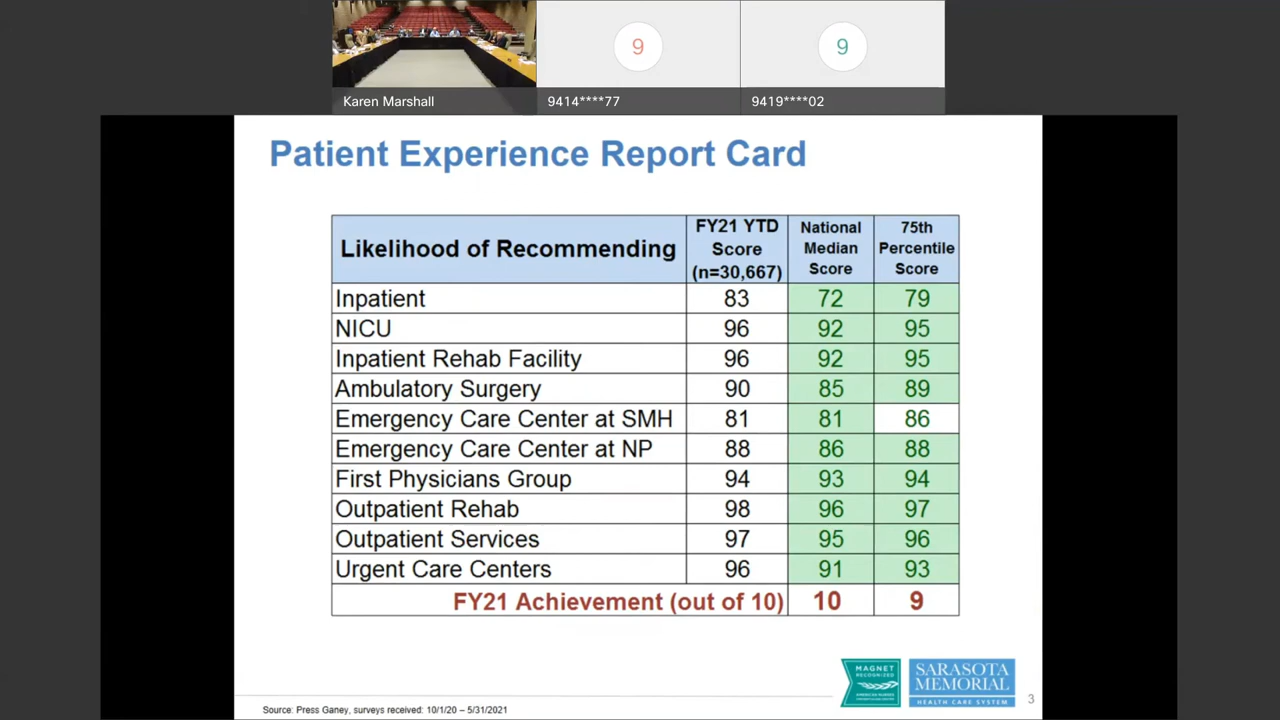 9
9
Karen Marshall
9414****77
9419****02
Patient Experience Report Card
Likelihood of Recommending
FY21 YTD Score (n=30,667)
National Median Score
75th Percentile Score
Inpatient 83 72 79
NICU 96 92 95
Inpatient Rehab Facility 96 92 95
Ambulatory Surgery 90 85 89
Emergency Care Center at SMH 81 81 86
Emergency Care Center at NP 88 86 88
First Physicians Group 94 93 94
Outpatient Rehab 98 96 97
Outpatient Services 97 95 96
Urgent Care Centers 96 91 93
FY21 Achievement (out of 10) 10 9
MAGNET
RECOGNIZED
SARASOTA
MEMORIAL
HEALTH CARE SYSTEM
3
Source: Press Ganey, surveys received: 10/1/20 – 5/31/2021